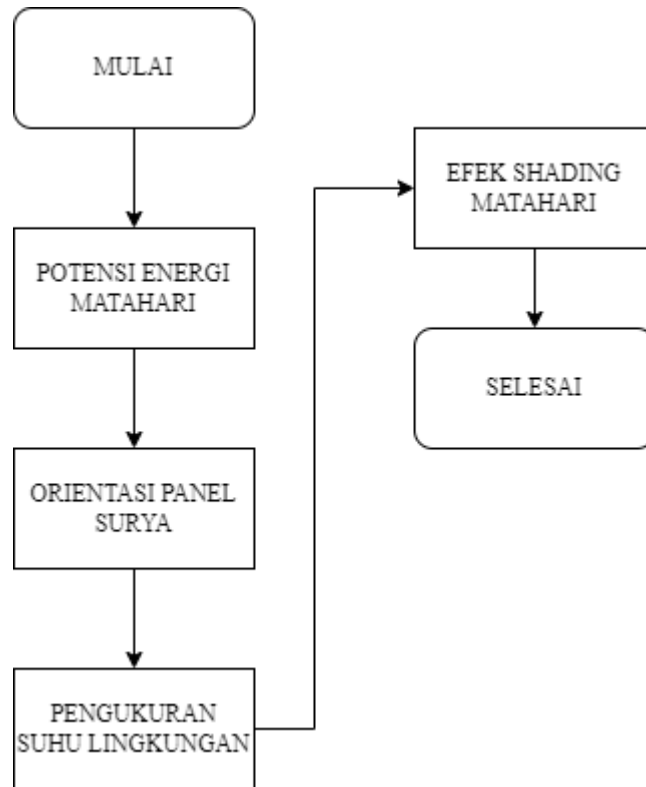 MULAI
POTENSI ENERGI
MATAHARI
ORIENTASI PANEL
SURYA
PENGUKURAN
SUHU LINGKUNGAN
EFEK SHADING
MATAHARI
SELESAI